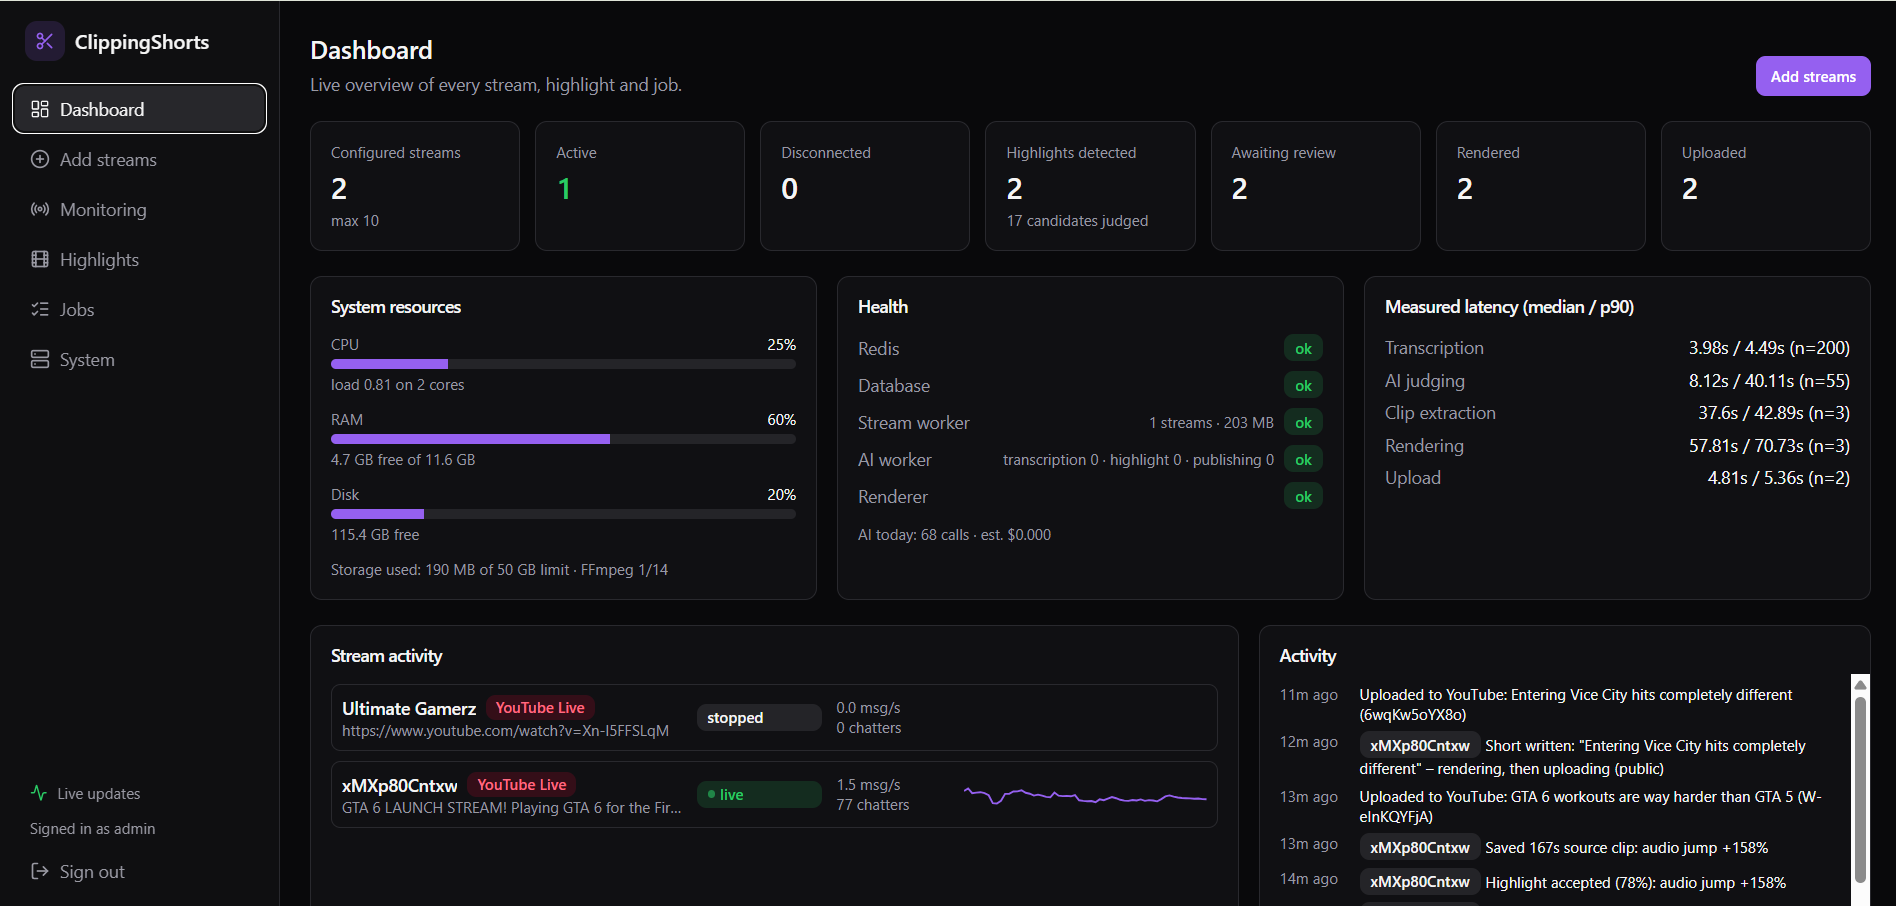 ClippingShorts
Dashboard
Add streams
Monitoring
Highlights
Jobs
System
Live updates
Signed in as admin
Sign out
Dashboard
Live overview of every stream, highlight and job.
Add streams
Configured streams
2
max 10
Active
1
Disconnected
0
Highlights detected
2
17 candidates judged
Awaiting review
2
Rendered
2
Uploaded
2
System resources
CPU 25%
load 0.81 on 2 cores
RAM 60%
4.7 GB free of 11.6 GB
Disk 20%
115.4 GB free
Storage used: 190 MB of 50 GB limit · FFmpeg 1/14
Health
Redis ok
Database ok
Stream worker 1 streams · 203 MB ok
AI worker transcription 0 · highlight 0 · publishing 0 ok
Renderer ok
AI today: 68 calls · est. $0.000
Measured latency (median / p90)
Transcription 3.98s / 4.49s (n=200)
AI judging 8.12s / 40.11s (n=55)
Clip extraction 37.6s / 42.89s (n=3)
Rendering 57.81s / 70.73s (n=3)
Upload 4.81s / 5.36s (n=2)
Stream activity
Ultimate Gamerz YouTube Live
https://www.youtube.com/watch?v=Xn-I5FFSLqM
stopped
0.0 msg/s
0 chatters
xMXp80Cntxw YouTube Live
GTA 6 LAUNCH STREAM! Playing GTA 6 for the Fir...
live
1.5 msg/s
77 chatters
Activity
11m ago Uploaded to YouTube: Entering Vice City hits completely different
(6wqKw5oYX8o)
12m ago xMXp80Cntxw Short written: "Entering Vice City hits completely
different" – rendering, then uploading (public)
13m ago Uploaded to YouTube: GTA 6 workouts are way harder than GTA 5 (W-
eInKQYFjA)
13m ago xMXp80Cntxw Saved 167s source clip: audio jump +158%
14m ago xMXp80Cntxw Highlight accepted (78%): audio jump +158%